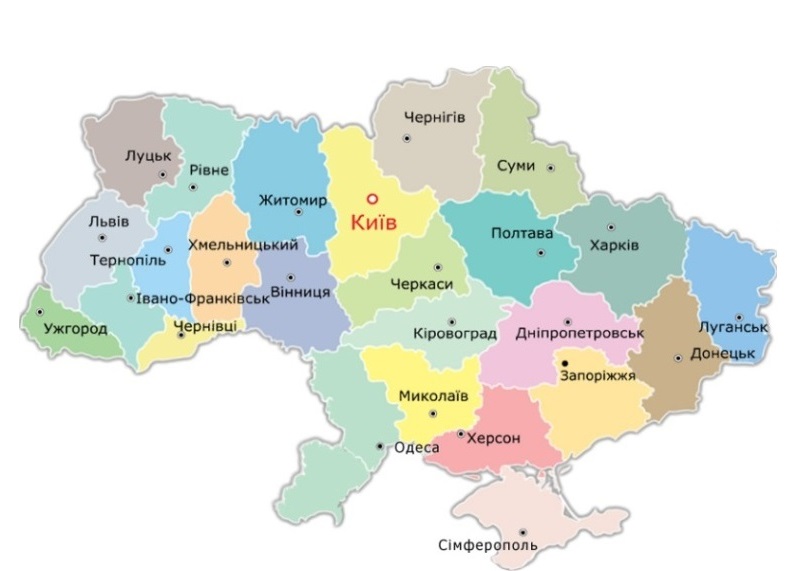 Чернігів
Луцьк
Рівне
Суми
Житомир
Київ
Львів
Полтава
Хмельницький
Харків
Тернопіль
Черкаси
Вінниця
Івано-Франківськ
Ужгород
Чернівці
Кіровоград
Дніпропетровськ
Луганськ
Донецьк
Запоріжжя
Миколаїв
Херсон
Одеса
Сімферополь